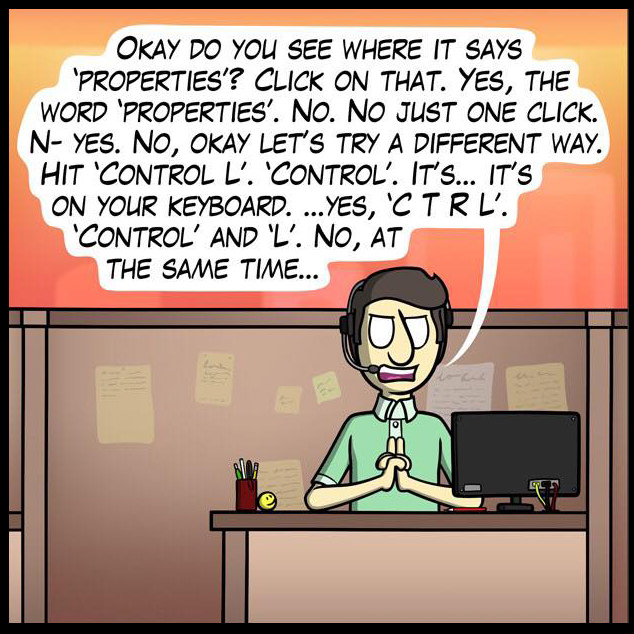 OKAY DO YOU SEE WHERE IT SAYS
'PROPERTIES'? CLICK ON THAT. YES, THE
WORD 'PROPERTIES'. NO. NO JUST ONE CLICK.
N- YES. NO, OKAY LET'S TRY A DIFFERENT WAY.
HIT 'CONTROL L'. 'CONTROL'. IT'S... IT'S
ON YOUR KEYBOARD. ...YES, 'C T R L'.
'CONTROL' AND 'L'. NO, AT
THE SAME TIME...